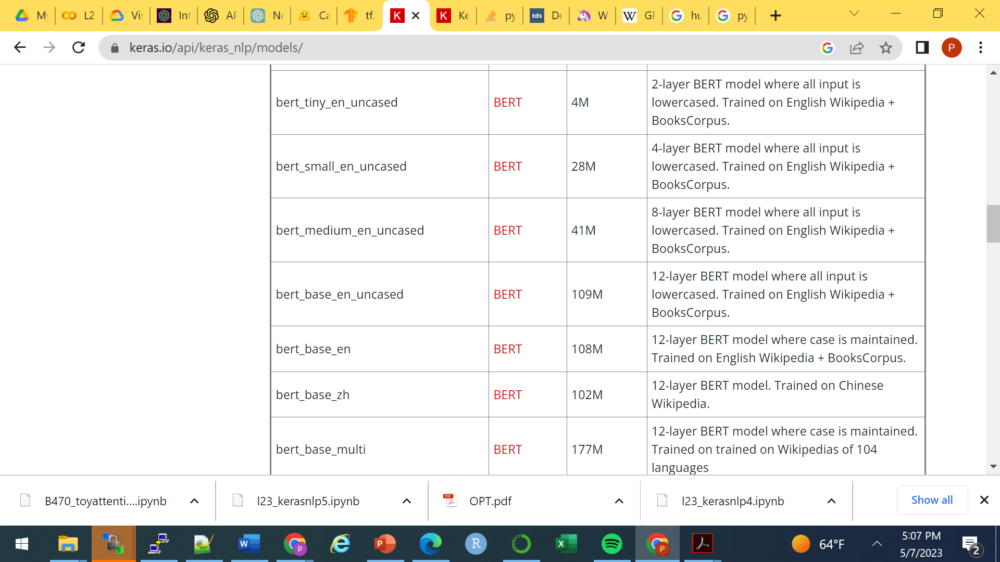 My
L2
Vis
Int
AP
Ne
Ca
tf.
K
K
Ke
py
tds
Do
W
W
GP
hu
py
keras.io/api/keras_nlp/models/
P
bert_tiny_en_uncased
BERT
4M
2-layer BERT model where all input is
lowercased. Trained on English Wikipedia +
BooksCorpus.
bert_small_en_uncased
BERT
28M
4-layer BERT model where all input is
lowercased. Trained on English Wikipedia +
BooksCorpus.
bert_medium_en_uncased
BERT
41M
8-layer BERT model where all input is
lowercased. Trained on English Wikipedia +
BooksCorpus.
bert_base_en_uncased
BERT
109M
12-layer BERT model where all input is
lowercased. Trained on English Wikipedia +
BooksCorpus.
bert_base_en
BERT
108M
12-layer BERT model where case is maintained.
Trained on English Wikipedia + BooksCorpus.
bert_base_zh
BERT
102M
12-layer BERT model. Trained on Chinese
Wikipedia.
bert_base_multi
BERT
177M
12-layer BERT model where case is maintained.
Trained on trained on Wikipedias of 104
languages
B470_toyattenti....ipynb
l23_kerasnlp5.ipynb
PDF
OPT.pdf
l23_kerasnlp4.ipynb
Show all
W
P
P
R
X
P
64°F
5:07 PM
5/7/2023
2